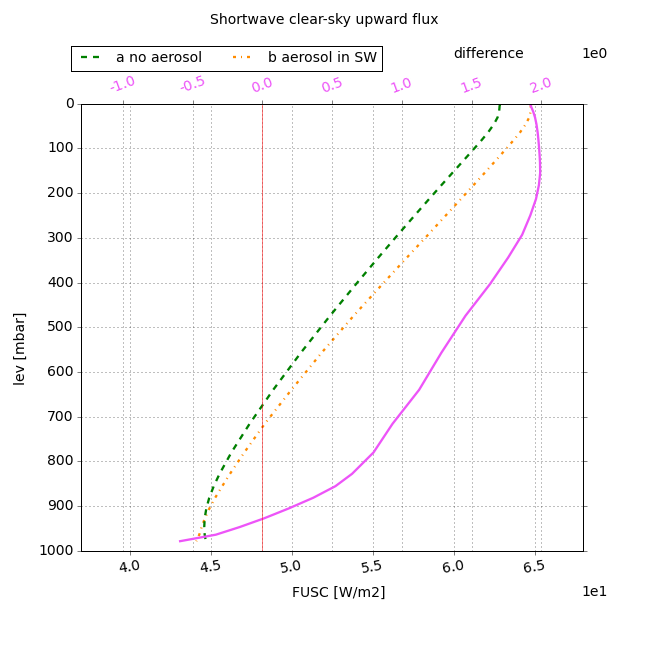 Shortwave clear-sky upward flux
a no aerosol b aerosol in SW difference 1e0
-1.0 -0.5 0.0 0.5 1.0 1.5 2.0
0
100
200
300
400
500
600
700
800
900
1000
lev [mbar]
4.0 4.5 5.0 5.5 6.0 6.5
FUSC [W/m2] 1e1